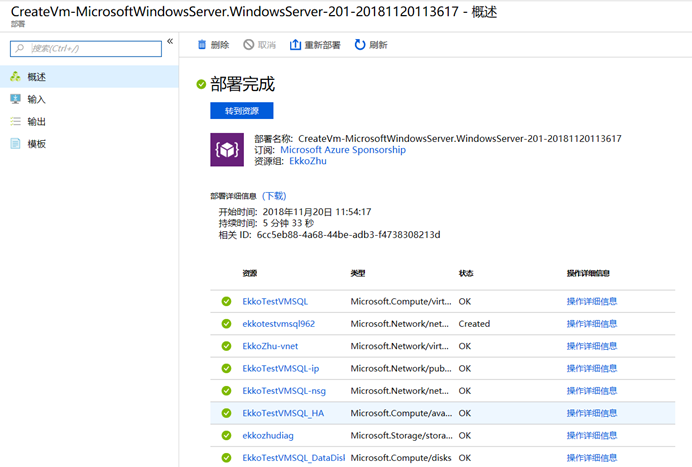 CreateVm-MicrosoftWindowsServer.WindowsServer-201-20181120113617 - 概述
部署
搜索(Ctrl+/)
«
删除 取消 重新部署 刷新
概述
输入
输出
模板
部署完成
转到资源
部署名称: CreateVm-MicrosoftWindowsServer.WindowsServer-201-20181120113617
订阅: Microsoft Azure Sponsorship
资源组: EkkoZhu
部署详细信息 (下载)
开始时间: 2018年11月20日 11:54:17
持续时间: 5 分钟 33 秒
相关 ID: 6cc5eb88-4a68-44be-adb3-f4738308213d
资源 类型 状态 操作详细信息
EkkoTestVMSQL Microsoft.Compute/virt... OK 操作详细信息
ekkotestvmsql962 Microsoft.Network/net... Created 操作详细信息
EkkoZhu-vnet Microsoft.Network/virt... OK 操作详细信息
EkkoTestVMSQL-ip Microsoft.Network/pub... OK 操作详细信息
EkkoTestVMSQL-nsg Microsoft.Network/net... OK 操作详细信息
EkkoTestVMSQL_HA Microsoft.Compute/ava... OK 操作详细信息
ekkozhudiag Microsoft.Storage/stora... OK 操作详细信息
EkkoTestVMSQL_DataDisl Microsoft.Compute/disks OK 操作详细信息